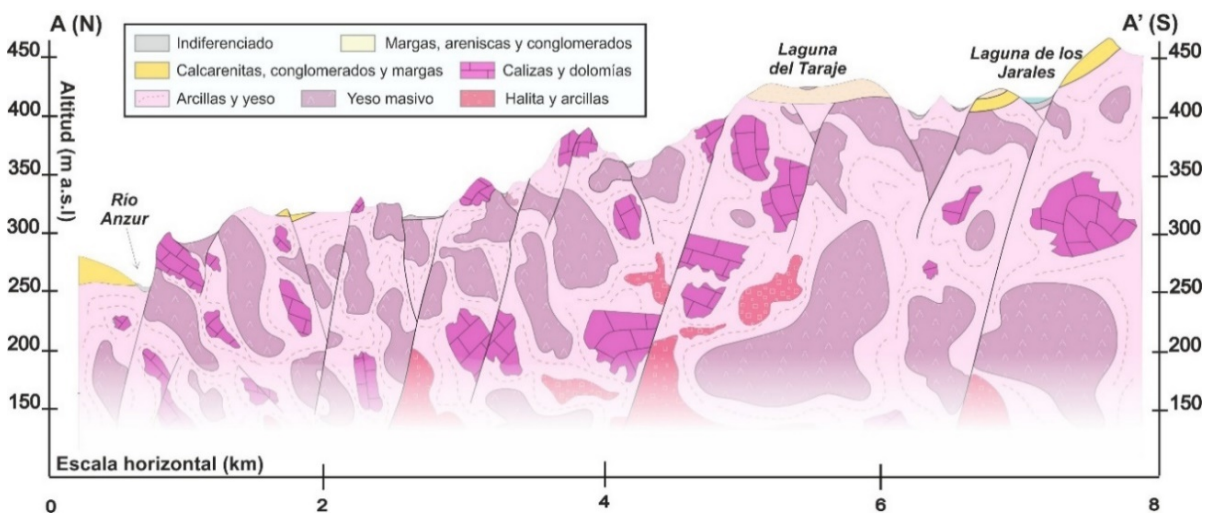 A (N)
A' (S)
Indiferenciado
Margas, areniscas y conglomerados
Calcarenitas, conglomerados y margas
Calizas y dolomías
Arcillas y yeso
Yeso masivo
Halita y arcillas
Laguna
del Taraje
Laguna de los
Jarales
Altitud (m a.s.l)
450
400
350
300
250
200
150
450
400
350
300
250
200
150
Río
Anzur
Escala horizontal (km)
0
2
4
6
8